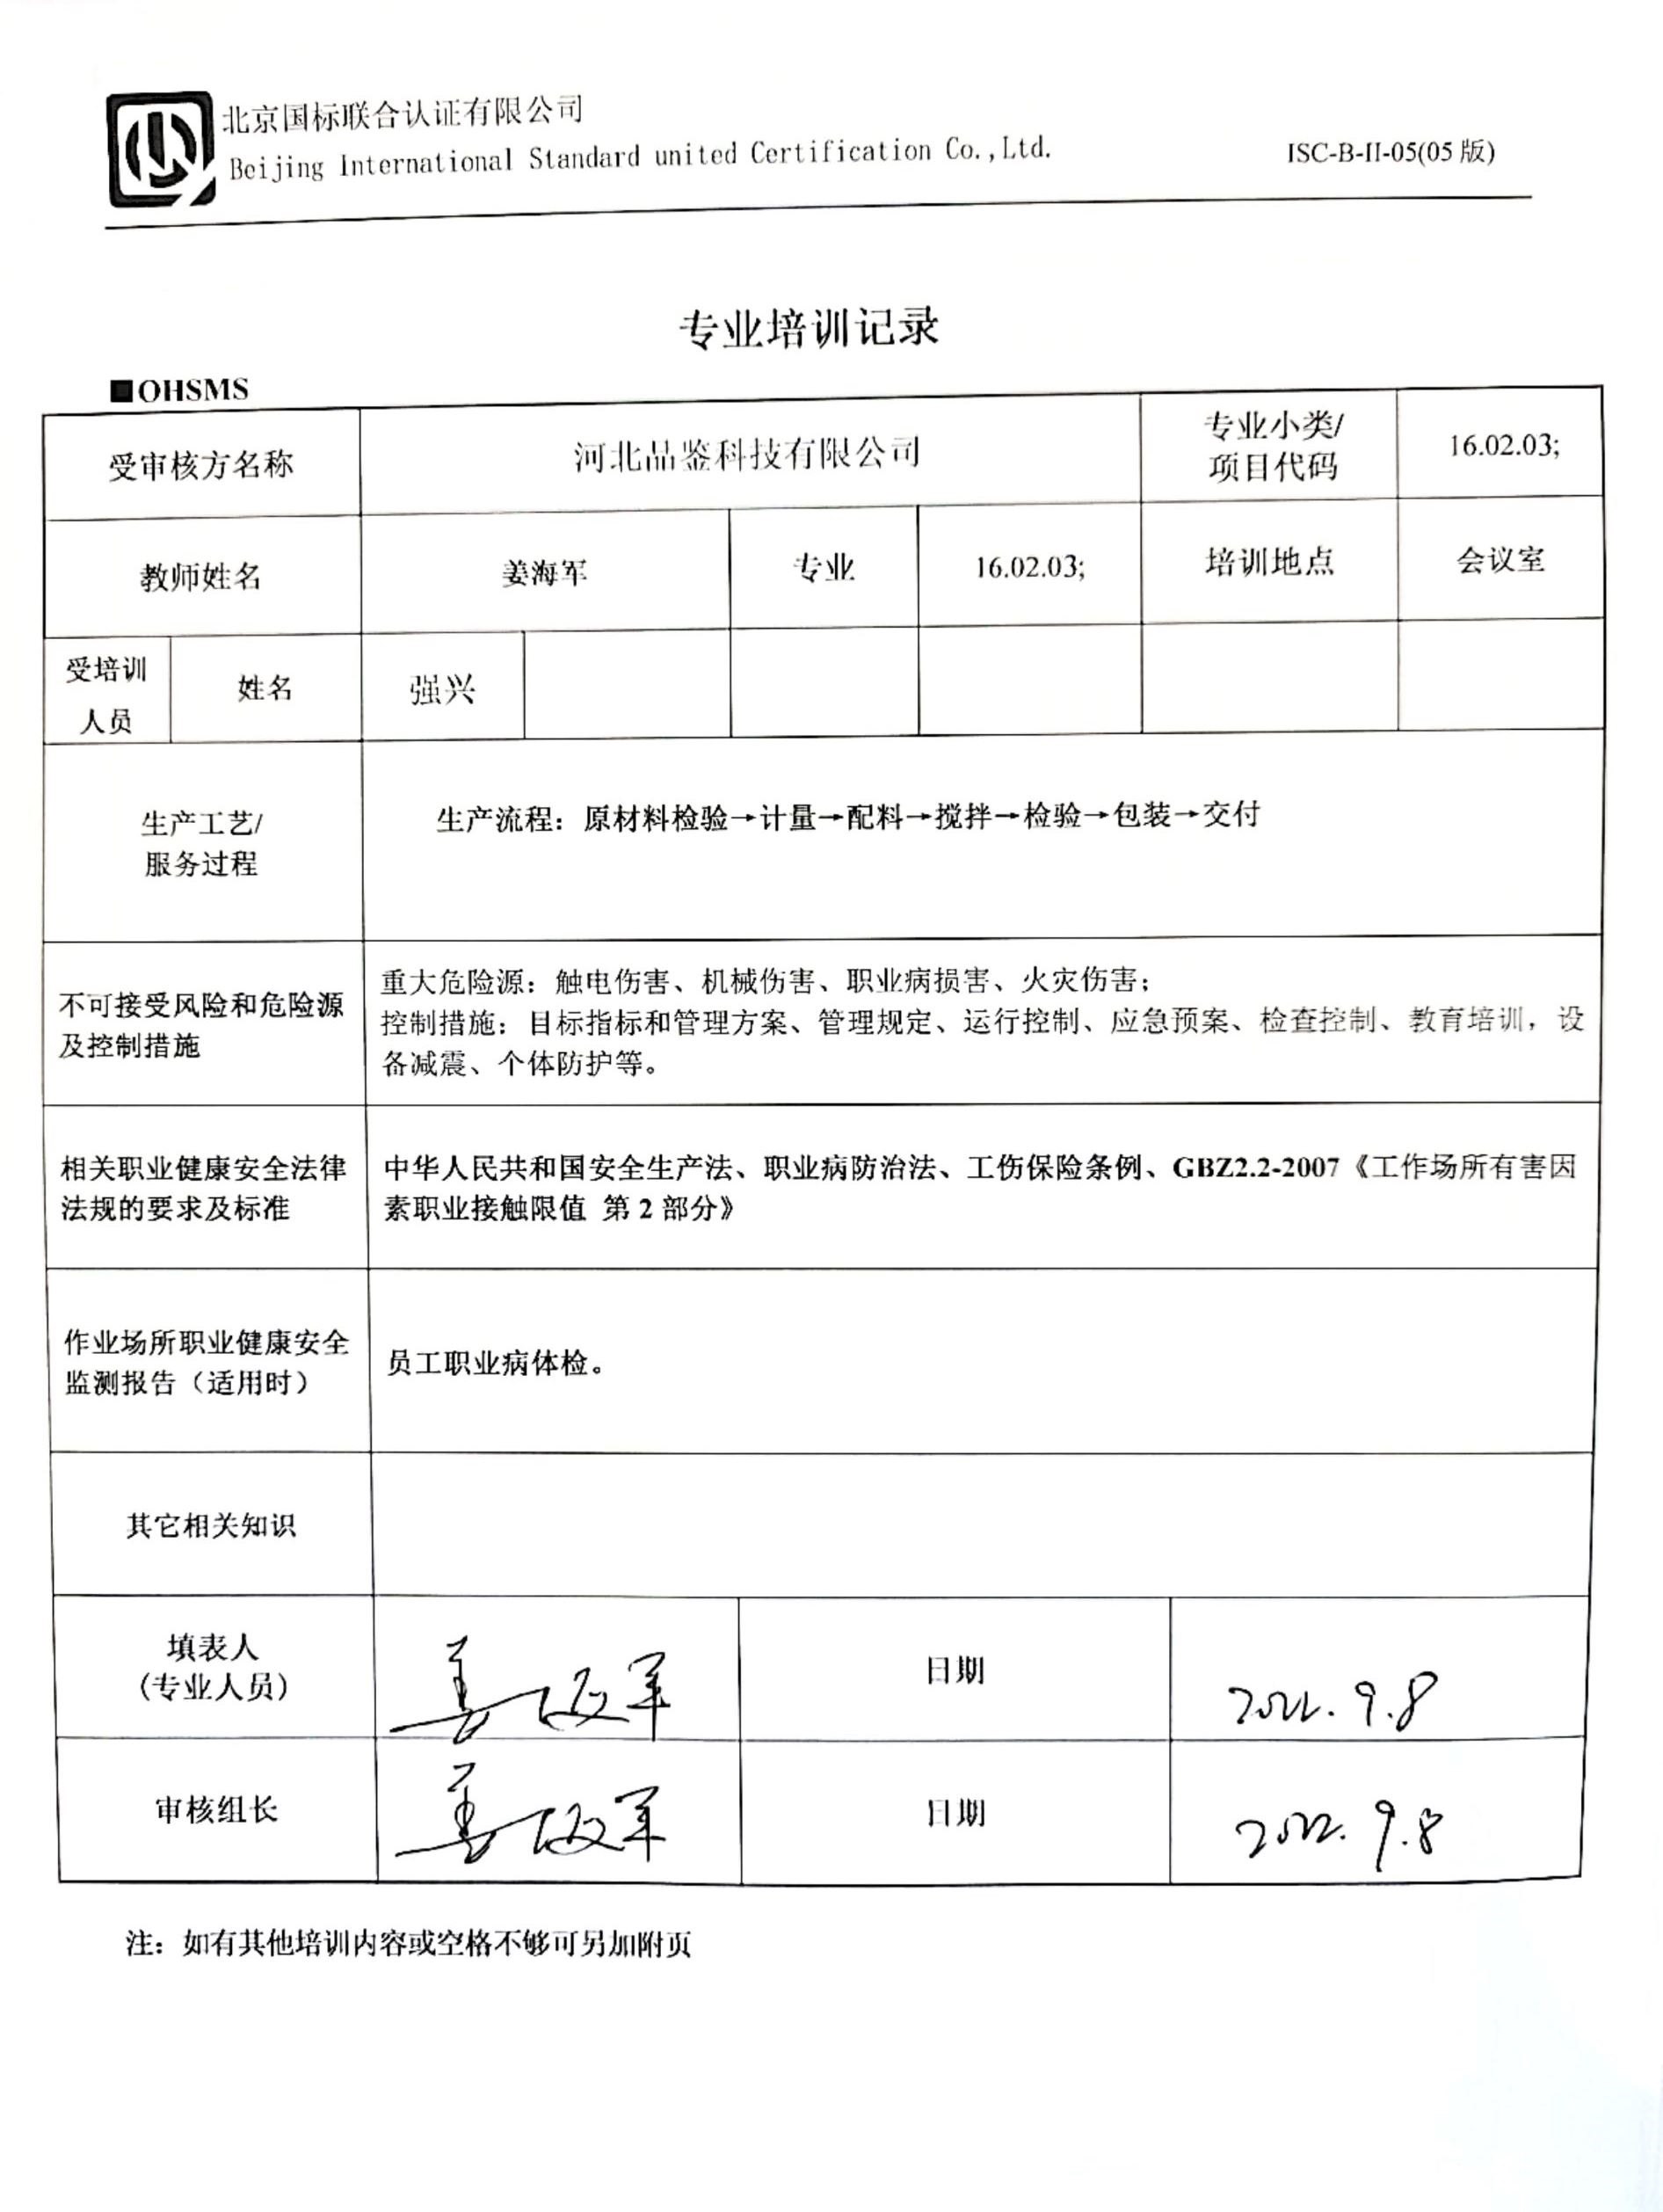 北京国标联合认证有限公司
Beijing International Standard united Certification Co.,Ltd.
ISC-B-II-05(05 版)
专业培训记录
■OHSMS
受审核方名称
河北品鉴科技有限公司
专业小类/
项目代码
16.02.03;
教师姓名
姜海军
专业
16.02.03;
培训地点
会议室
受培训
人员
姓名
强兴
生产工艺/
服务过程
生产流程：原材料检验→计量→配料→搅拌→检验→包装→交付
不可接受风险和危险源
及控制措施
重大危险源：触电伤害、机械伤害、职业病损害、火灾伤害；
控制措施：目标指标和管理方案、管理规定、运行控制、应急预案、检查控制、教育培训，设
备减震、个体防护等。
相关职业健康安全法律
法规的要求及标准
中华人民共和国安全生产法、职业病防治法、工伤保险条例、GBZ2.2-2007《工作场所有害因
素职业接触限值 第 2 部分》
作业场所职业健康安全
监测报告（适用时）
员工职业病体检。
其它相关知识
填表人
（专业人员）
姜海军
日期
2022. 9.8
审核组长
姜海军
日期
2022. 9.8
注：如有其他培训内容或空格不够可另加附页